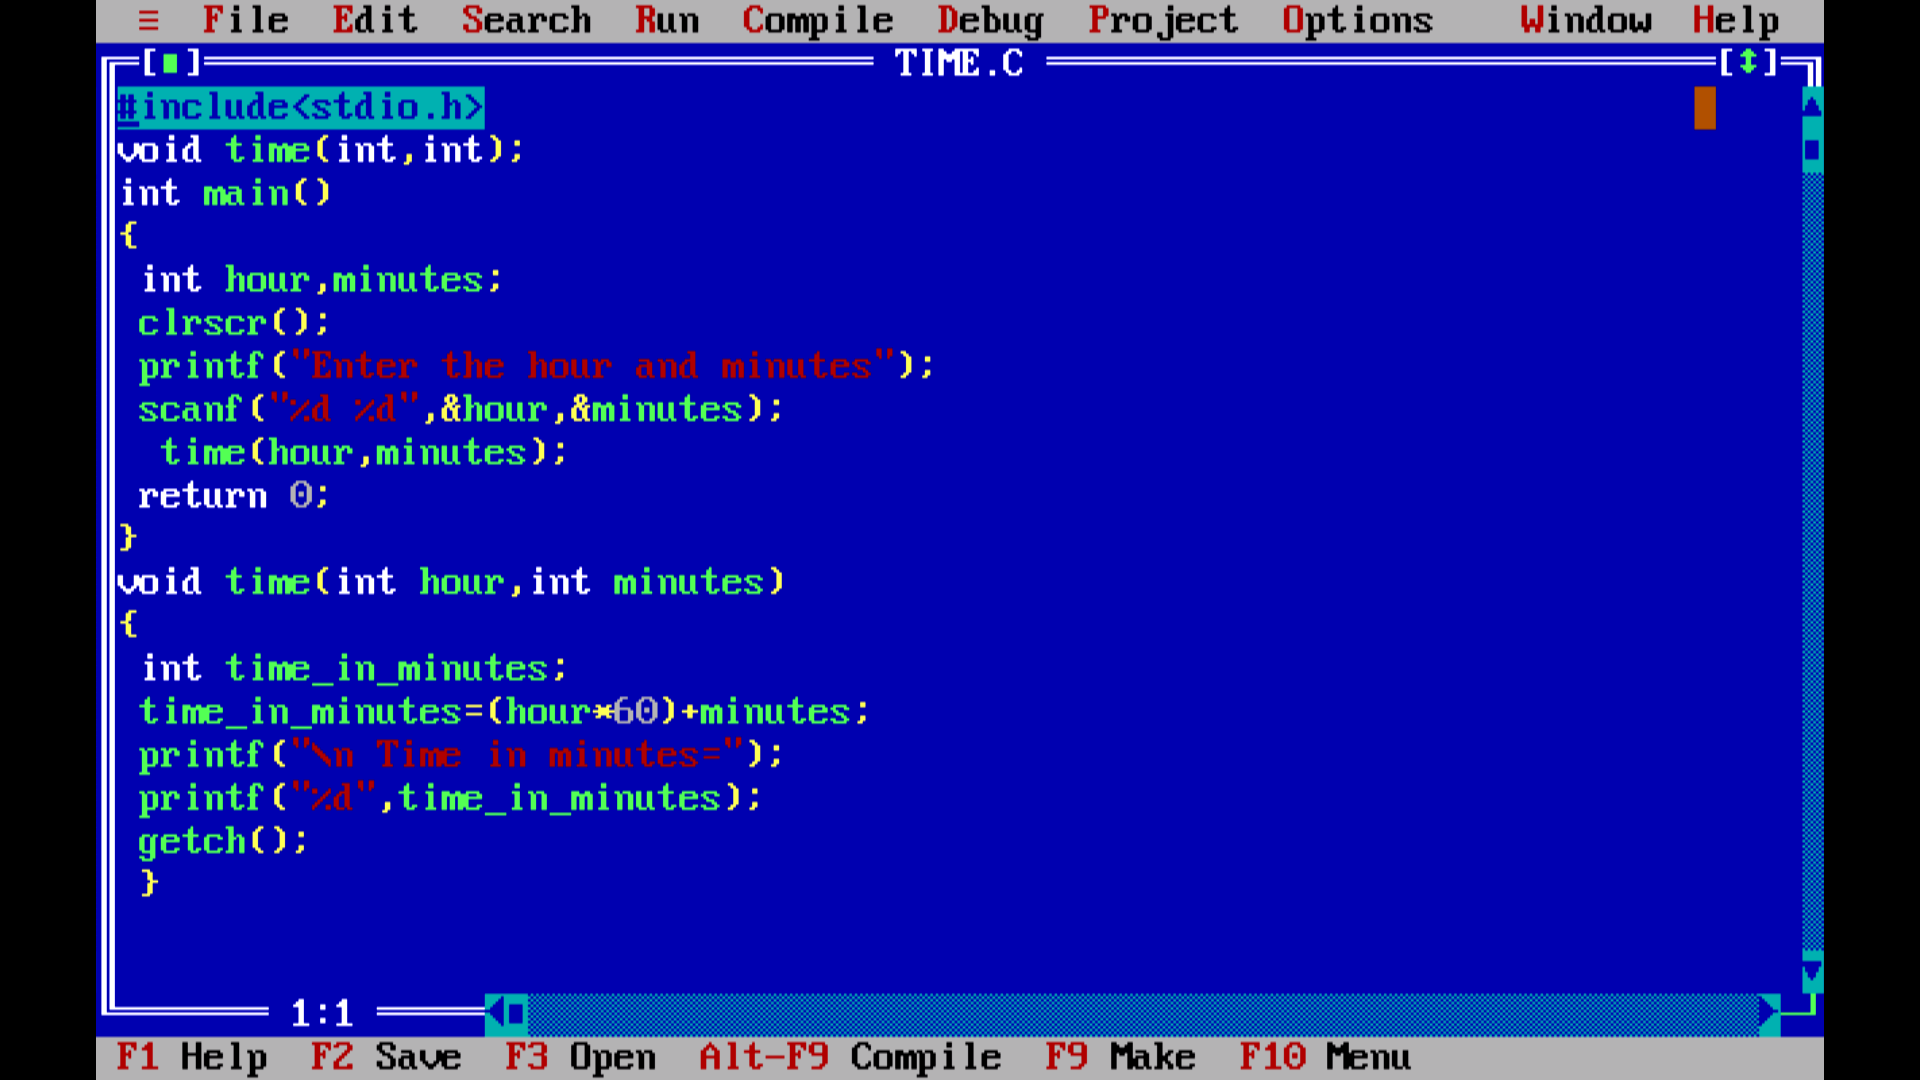 ≡ File Edit Search Run Compile Debug Project Options Window Help
[■] TIME.C [↕]
#include<stdio.h>
void time(int,int);
int main()
{
 int hour,minutes;
 clrscr();
 printf("Enter the hour and minutes");
 scanf("%d %d",&hour,&minutes);
  time(hour,minutes);
 return 0;
}
void time(int hour,int minutes)
{
 int time_in_minutes;
 time_in_minutes=(hour*60)+minutes;
 printf("\n Time in minutes=");
 printf("%d",time_in_minutes);
 getch();
 }
1:1
F1 Help F2 Save F3 Open Alt-F9 Compile F9 Make F10 Menu